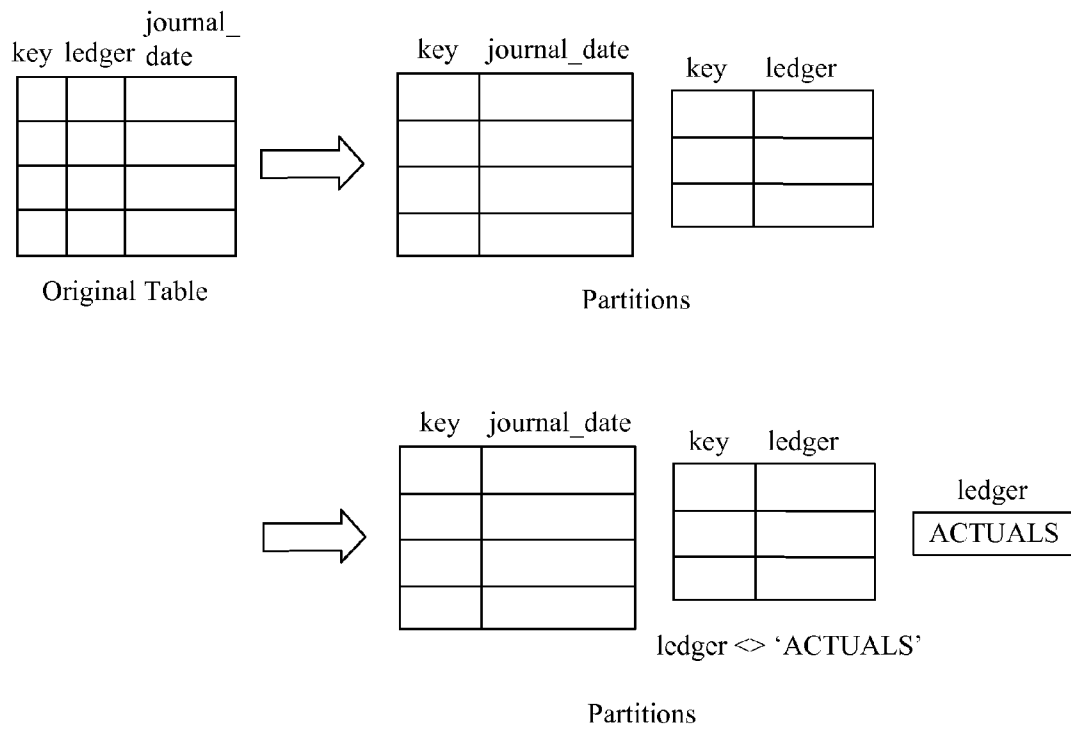 key ledger journal_
date
Original Table
key journal_date
key ledger
Partitions
key journal_date
key ledger
ledger
ACTUALS
ledger <> ‘ACTUALS’
Partitions